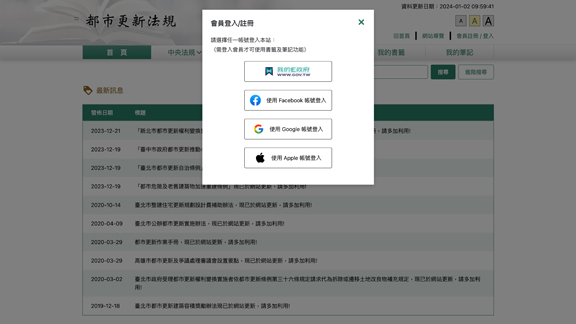 資料更新日期：2024-01-02 09:59:41
都市更新法規
A A A
回首頁 網站導覽 會員註冊 / 登入
首 頁 中央法規 我的書籤 我的筆記
搜尋 進階搜尋
會員登入/註冊
請選擇任一帳號登入本站：
（需登入會員才可使用書籤及筆記功能）
我的E政府
WWW.GOV.TW
使用 Facebook 帳號登入
使用 Google 帳號登入
使用 Apple 帳號登入
最新訊息
發佈日期 標題
2023-12-21 「新北市都市更新權利變換 請多加利用!
2023-12-19 「臺中市政府都市更新推動
2023-12-19 「臺北市都市更新自治條例
2023-12-19 「都市危險及老舊建築物加速重建條例」現已於網站更新，請多加利用!
2020-10-14 臺北市整建住宅更新規劃設計費補助辦法，現已於網站更新，請多加利用!
2020-04-09 臺北市公辦都市更新實施辦法，現已於網站更新，請多加利用!
2020-03-29 都市更新作業手冊，現已於網站更新，請多加利用!
2020-03-29 高雄市都市更新及爭議處理審議會設置要點，現已於網站更新，請多加利用!
2020-03-02 臺北市政府受理都市更新權利變換實施者依都市更新條例第三十六條規定請求代為拆除或遷移土地改良物補充規定，現已於網站更新，請多加利
用!
2019-12-16 臺北市都市更新建築容積獎勵辦法現已於網站更新，請多加利用!